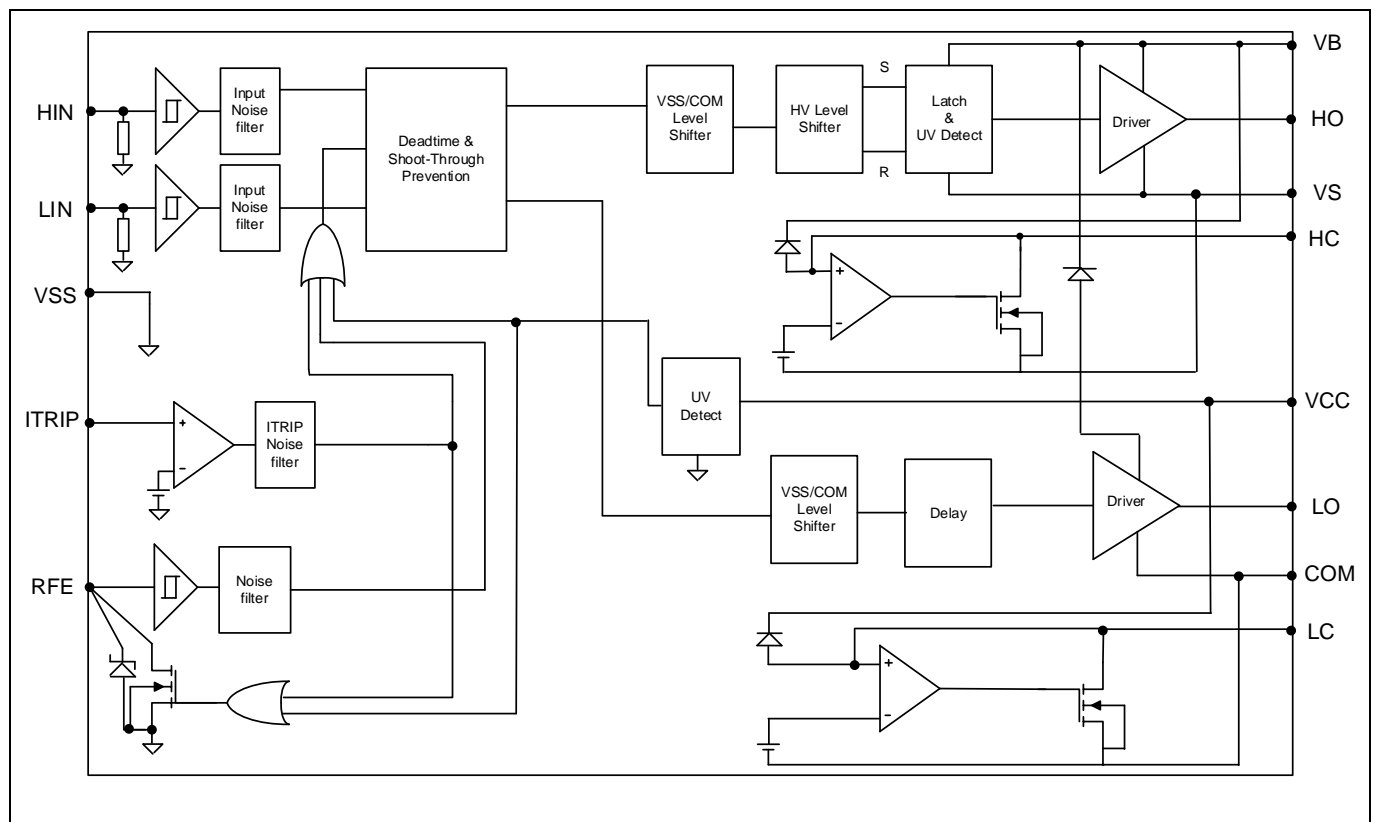 HIN
LIN
VSS
ITRIP
RFE
Input
Noise
filter
Input
Noise
filter
Deadtime &
Shoot-Through
Prevention
VSS/COM
Level
Shifter
HV Level
Shifter
S
R
Latch
&
UV Detect
Driver
+
-
UV
Detect
+
-
ITRIP
Noise
filter
VSS/COM
Level
Shifter
Delay
Driver
Noise
filter
+
-
VB
HO
VS
HC
VCC
LO
COM
LC